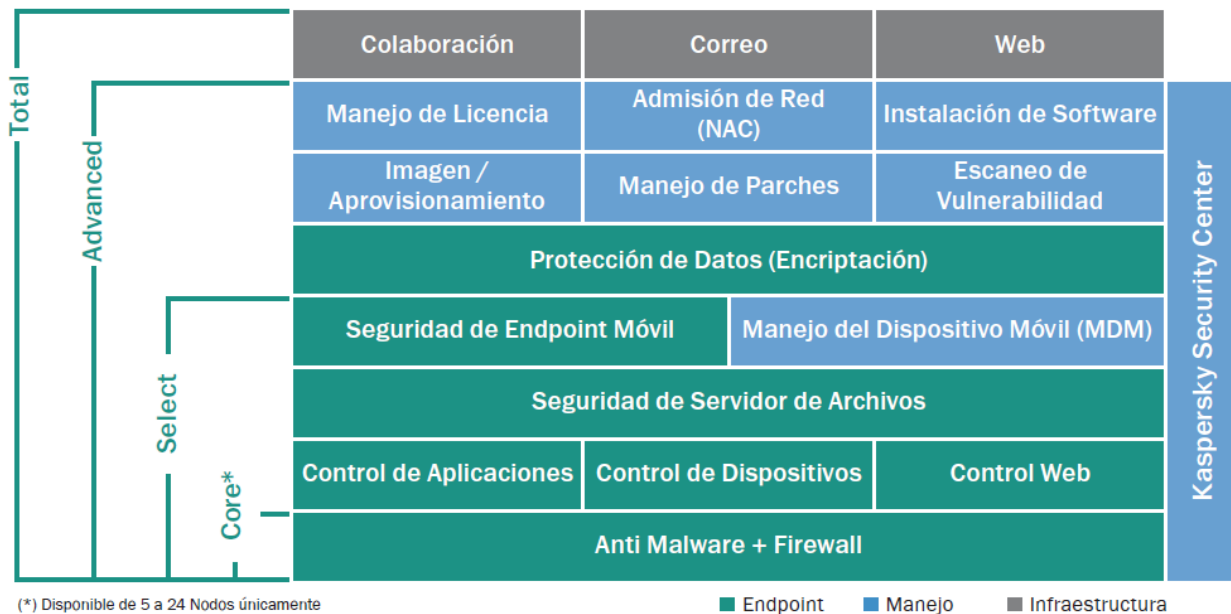 Colaboración
Correo
Web
Manejo de Licencia
Admisión de Red
(NAC)
Instalación de Software
Imagen /
Aprovisionamiento
Manejo de Parches
Escaneo de
Vulnerabilidad
Protección de Datos (Encriptación)
Seguridad de Endpoint Móvil
Manejo del Dispositivo Móvil (MDM)
Seguridad de Servidor de Archivos
Control de Aplicaciones
Control de Dispositivos
Control Web
Anti Malware + Firewall
Total
Advanced
Select
Core*
Kaspersky Security Center
(*) Disponible de 5 a 24 Nodos únicamente
Endpoint
Manejo
Infraestructura